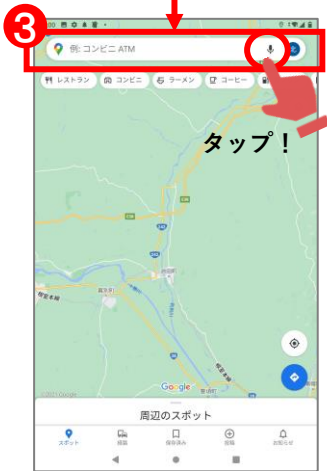 3
例: コンビニ ATM
レストラン コンビニ ラーメン コーヒー
タップ！
Google
周辺のスポット
スポット 経路 保存済み 投稿 お知らせ